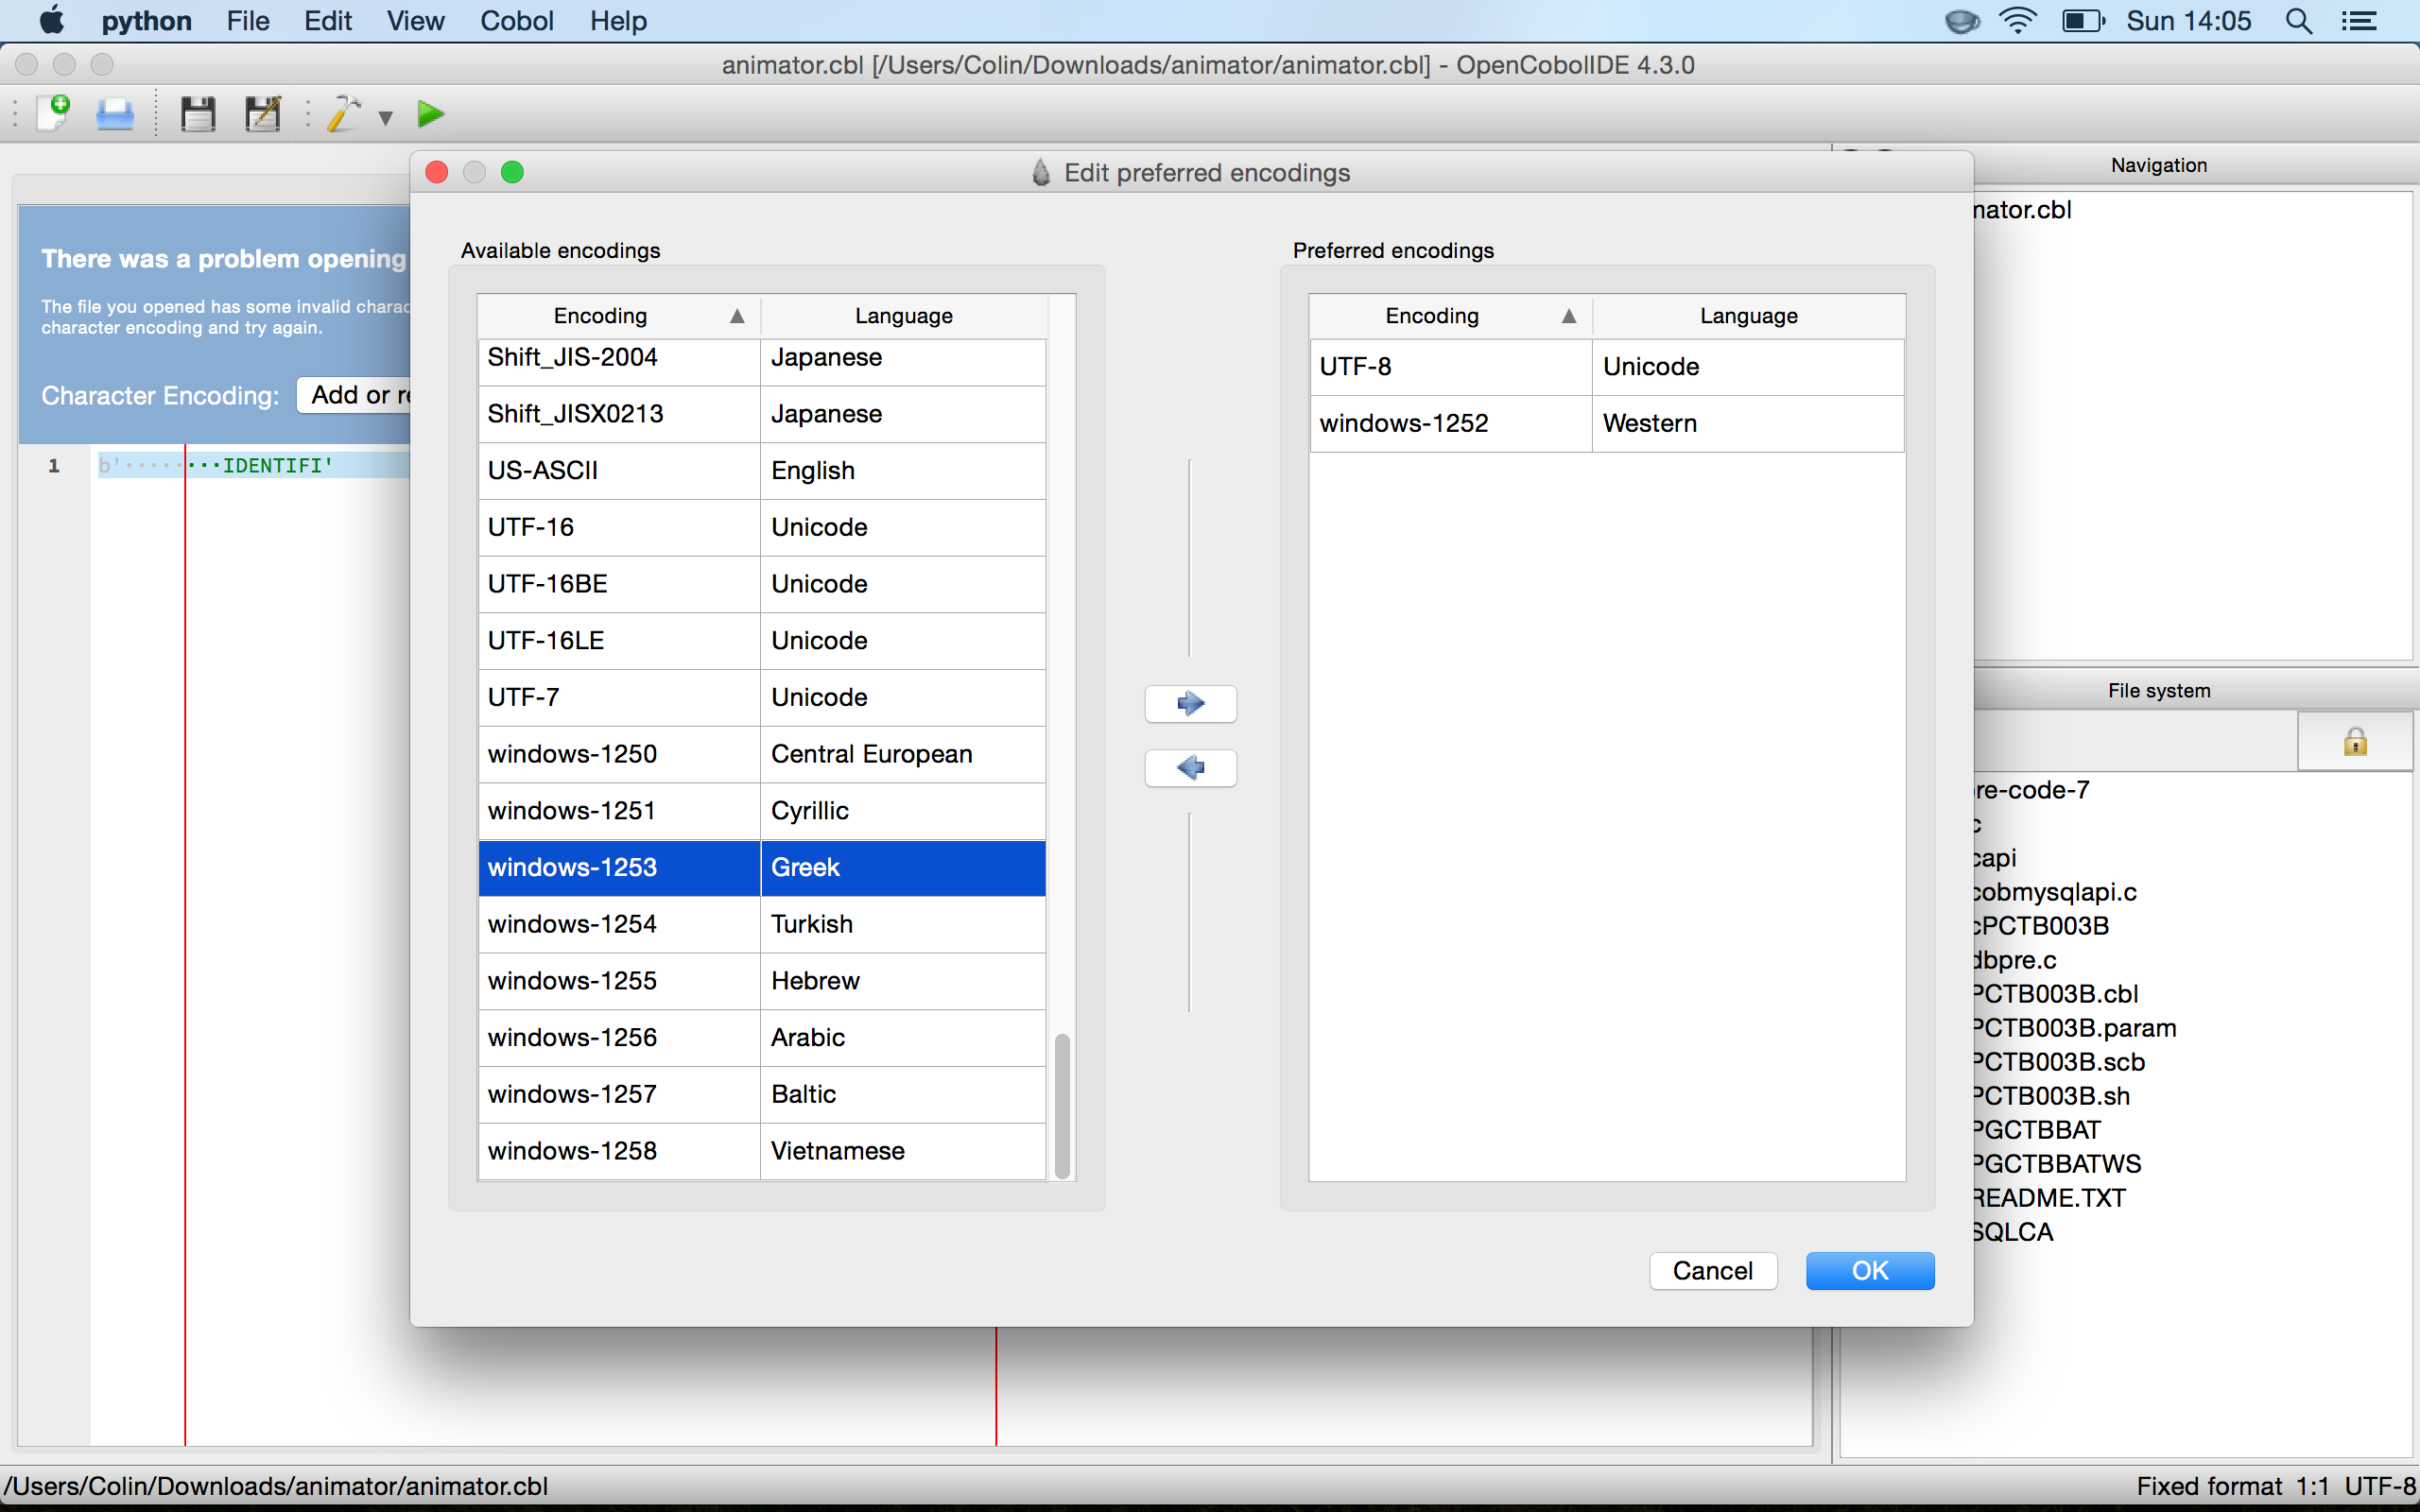 python File Edit View Cobol Help Sun 14:05
animator.cbl [/Users/Colin/Downloads/animator/animator.cbl] - OpenCobolIDE 4.3.0
There was a problem opening
The file you opened has some invalid charac
character encoding and try again.
Character Encoding: Add or re
1 b'········IDENTIFI'
Edit preferred encodings
Available encodings
Encoding Language
Shift_JIS-2004 Japanese
Shift_JISX0213 Japanese
US-ASCII English
UTF-16 Unicode
UTF-16BE Unicode
UTF-16LE Unicode
UTF-7 Unicode
windows-1250 Central European
windows-1251 Cyrillic
windows-1253 Greek
windows-1254 Turkish
windows-1255 Hebrew
windows-1256 Arabic
windows-1257 Baltic
windows-1258 Vietnamese
Preferred encodings
Encoding Language
UTF-8 Unicode
windows-1252 Western
Cancel OK
Navigation
mator.cbl
File system
re-code-7
c
capi
cobmysqlapi.c
cPCTB003B
dbpre.c
PCTB003B.cbl
PCTB003B.param
PCTB003B.scb
PCTB003B.sh
PGCTBBAT
PGCTBBATWS
README.TXT
SQLCA
/Users/Colin/Downloads/animator/animator.cbl
Fixed format 1:1 UTF-8